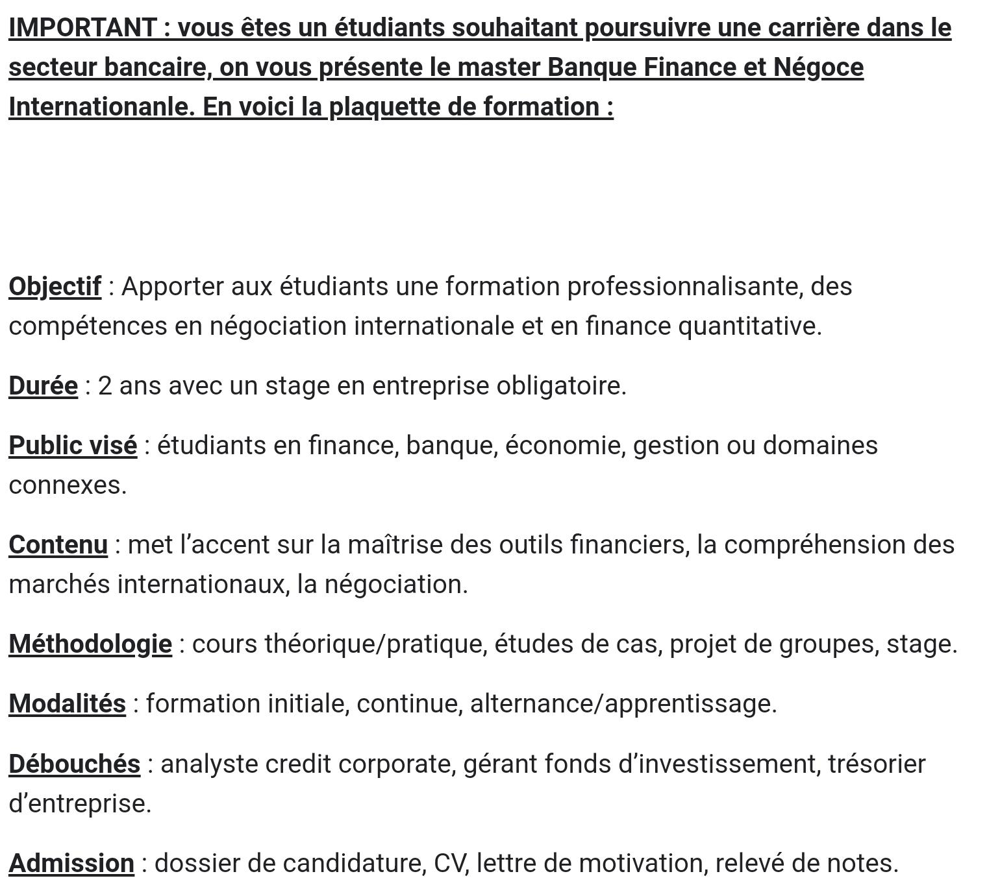 IMPORTANT : vous êtes un étudiants souhaitant poursuivre une carrière dans le
secteur bancaire, on vous présente le master Banque Finance et Négoce
Internationanle. En voici la plaquette de formation :
Objectif : Apporter aux étudiants une formation professionnalisante, des
compétences en négociation internationale et en finance quantitative.
Durée : 2 ans avec un stage en entreprise obligatoire.
Public visé : étudiants en finance, banque, économie, gestion ou domaines
connexes.
Contenu : met l’accent sur la maîtrise des outils financiers, la compréhension des
marchés internationaux, la négociation.
Méthodologie : cours théorique/pratique, études de cas, projet de groupes, stage.
Modalités : formation initiale, continue, alternance/apprentissage.
Débouchés : analyste credit corporate, gérant fonds d’investissement, trésorier
d’entreprise.
Admission : dossier de candidature, CV, lettre de motivation, relevé de notes.